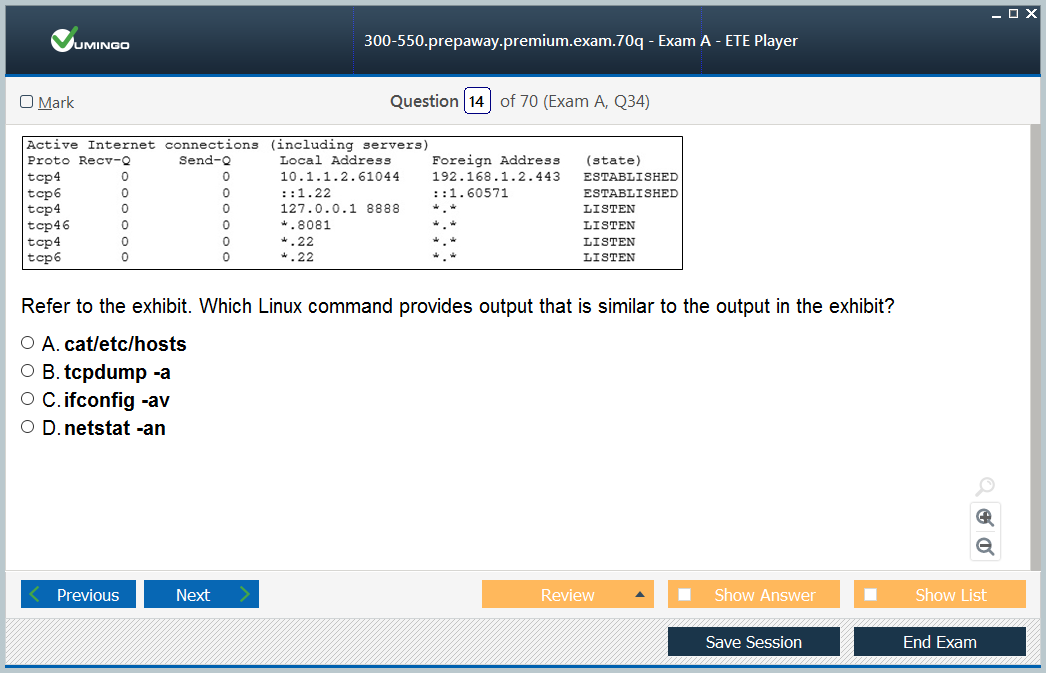 VUMINGO
300-550.prepaway.premium.exam.70q - Exam A - ETE Player
Mark
Question 14 of 70 (Exam A, Q34)
Active Internet connections (including servers)
Proto Recv-Q Send-Q Local Address Foreign Address (state)
tcp4 0 0 10.1.1.2.61044 192.168.1.2.443 ESTABLISHED
tcp6 0 0 ::1.22 ::1.60571 ESTABLISHED
tcp4 0 0 127.0.0.1 8888 *.* LISTEN
tcp46 0 0 *.8081 *.* LISTEN
tcp4 0 0 *.22 *.* LISTEN
tcp6 0 0 *.22 *.* LISTEN
Refer to the exhibit. Which Linux command provides output that is similar to the output in the exhibit?
A. cat/etc/hosts
B. tcpdump -a
C. ifconfig -av
D. netstat -an
Previous Next Review Show Answer Show List
Save Session End Exam